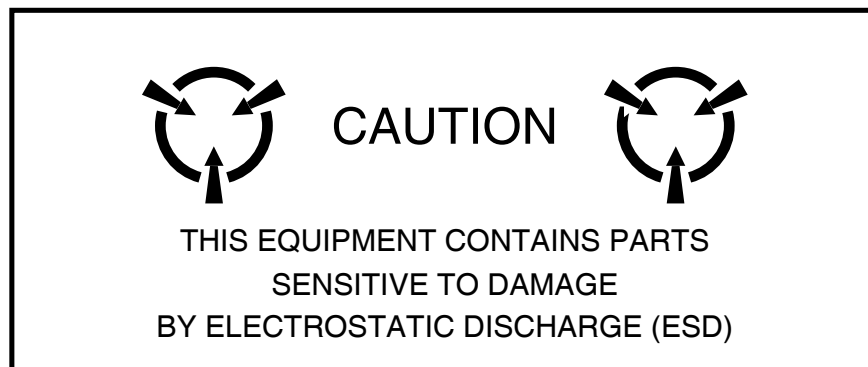 CAUTION
THIS EQUIPMENT CONTAINS PARTS
SENSITIVE TO DAMAGE
BY ELECTROSTATIC DISCHARGE (ESD)